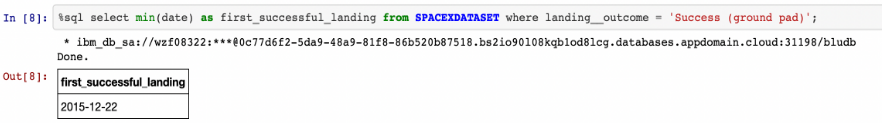 In [8]: %sql select min(date) as first_successful_landing from SPACEXDATASET where landing__outcome = 'Success (ground pad)';
* ibm_db_sa://wzf08322:***@0c77d6f2-5da9-48a9-81f8-86b520b87518.bs2io90l08kqb1od8lcg.databases.appdomain.cloud:31198/bludb
Done.
Out[8]: first_successful_landing
2015-12-22